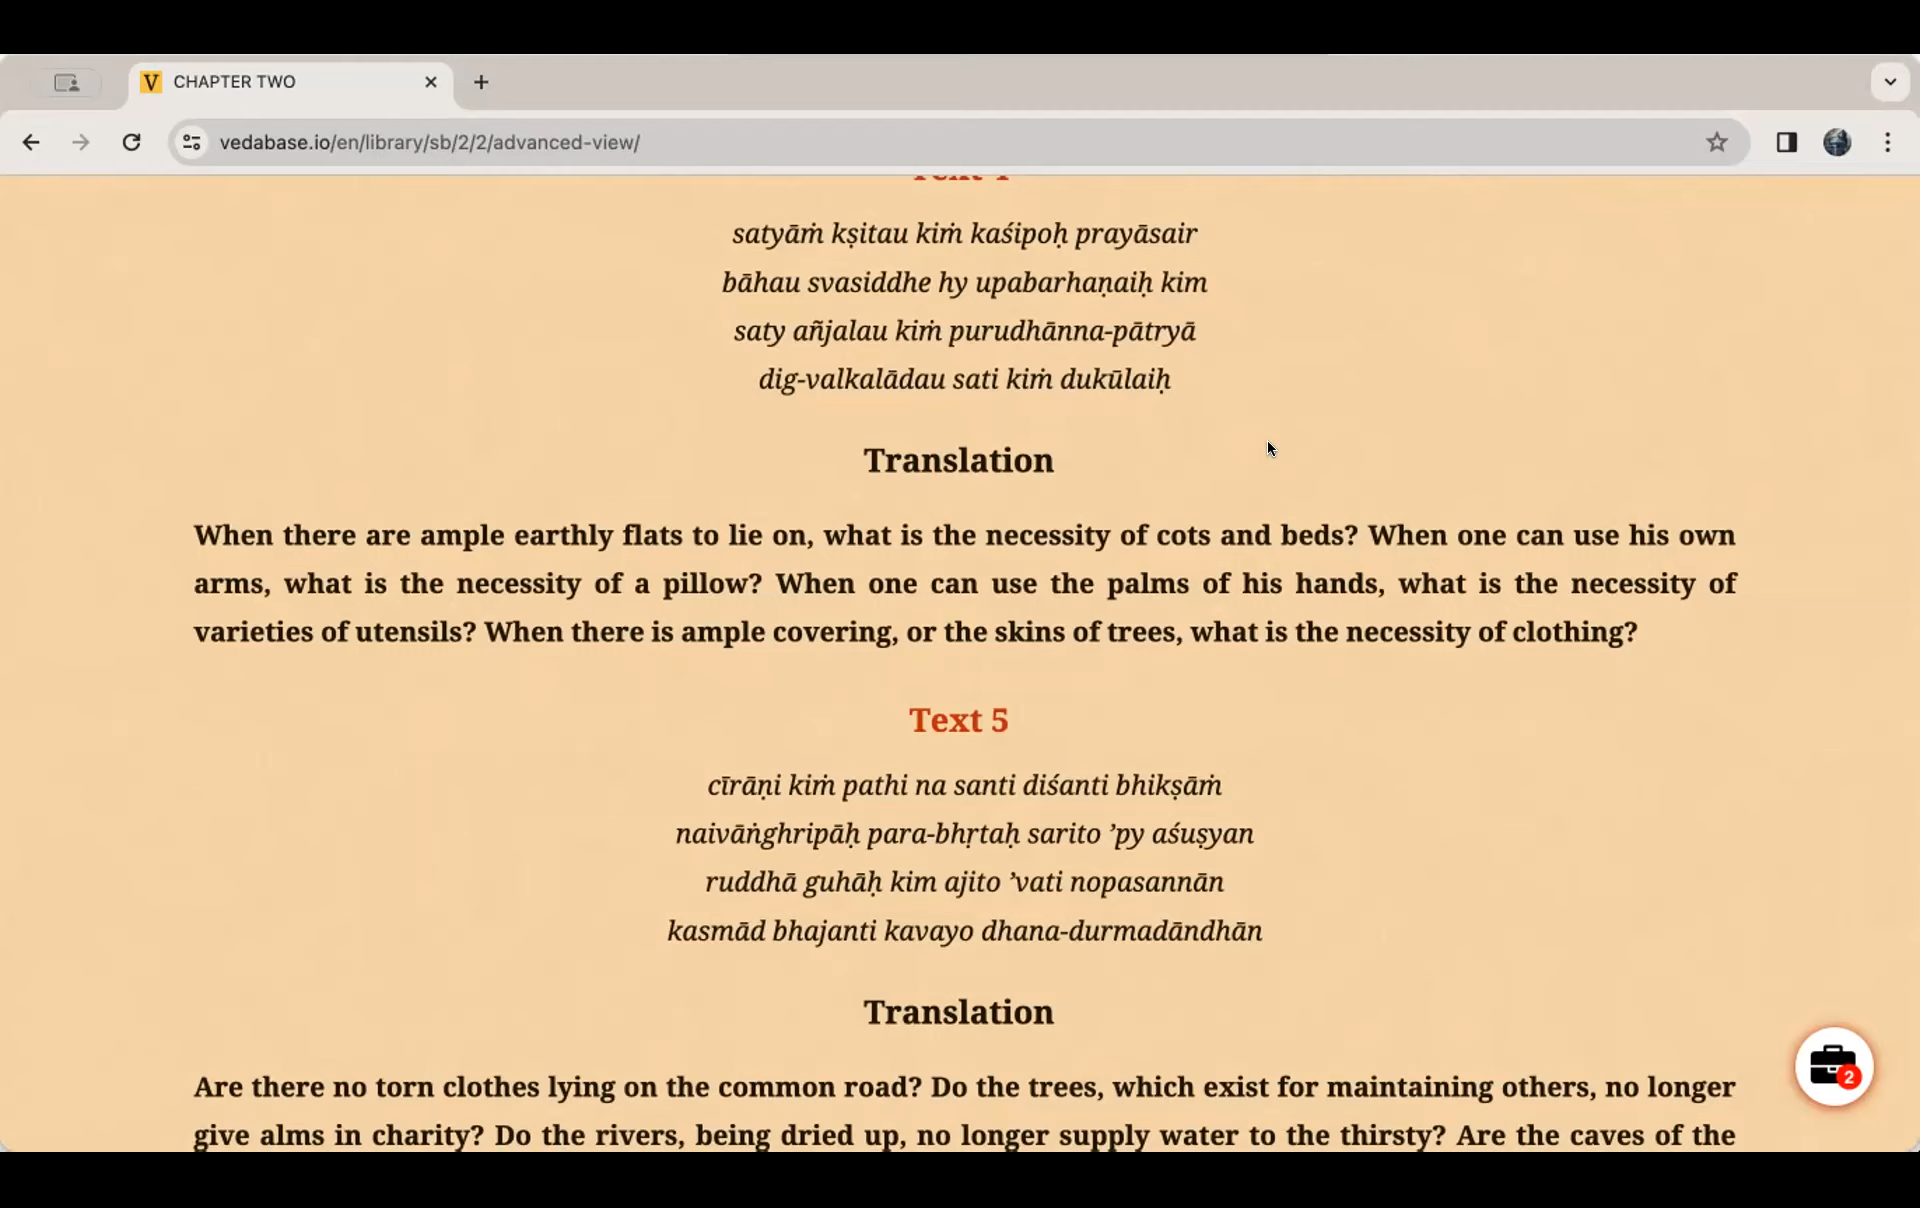 CHAPTER TWO
vedabase.io/en/library/sb/2/2/advanced-view/
satyāṁ kṣitau kiṁ kaśipoḥ prayāsair
bāhau svasiddhe hy upabarhaṇaiḥ kim
saty añjalau kiṁ purudhānna-pātryā
dig-valkalādau sati kiṁ dukūlaiḥ
Translation
When there are ample earthly flats to lie on, what is the necessity of cots and beds? When one can use his own
arms, what is the necessity of a pillow? When one can use the palms of his hands, what is the necessity of
varieties of utensils? When there is ample covering, or the skins of trees, what is the necessity of clothing?
Text 5
cīrāṇi kiṁ pathi na santi diśanti bhikṣāṁ
naivāṅghripāḥ para-bhṛtaḥ sarito ’py aśuṣyan
ruddhā guhāḥ kim ajito ’vati nopasannān
kasmād bhajanti kavayo dhana-durmadāndhān
Translation
Are there no torn clothes lying on the common road? Do the trees, which exist for maintaining others, no longer
give alms in charity? Do the rivers, being dried up, no longer supply water to the thirsty? Are the caves of the
2